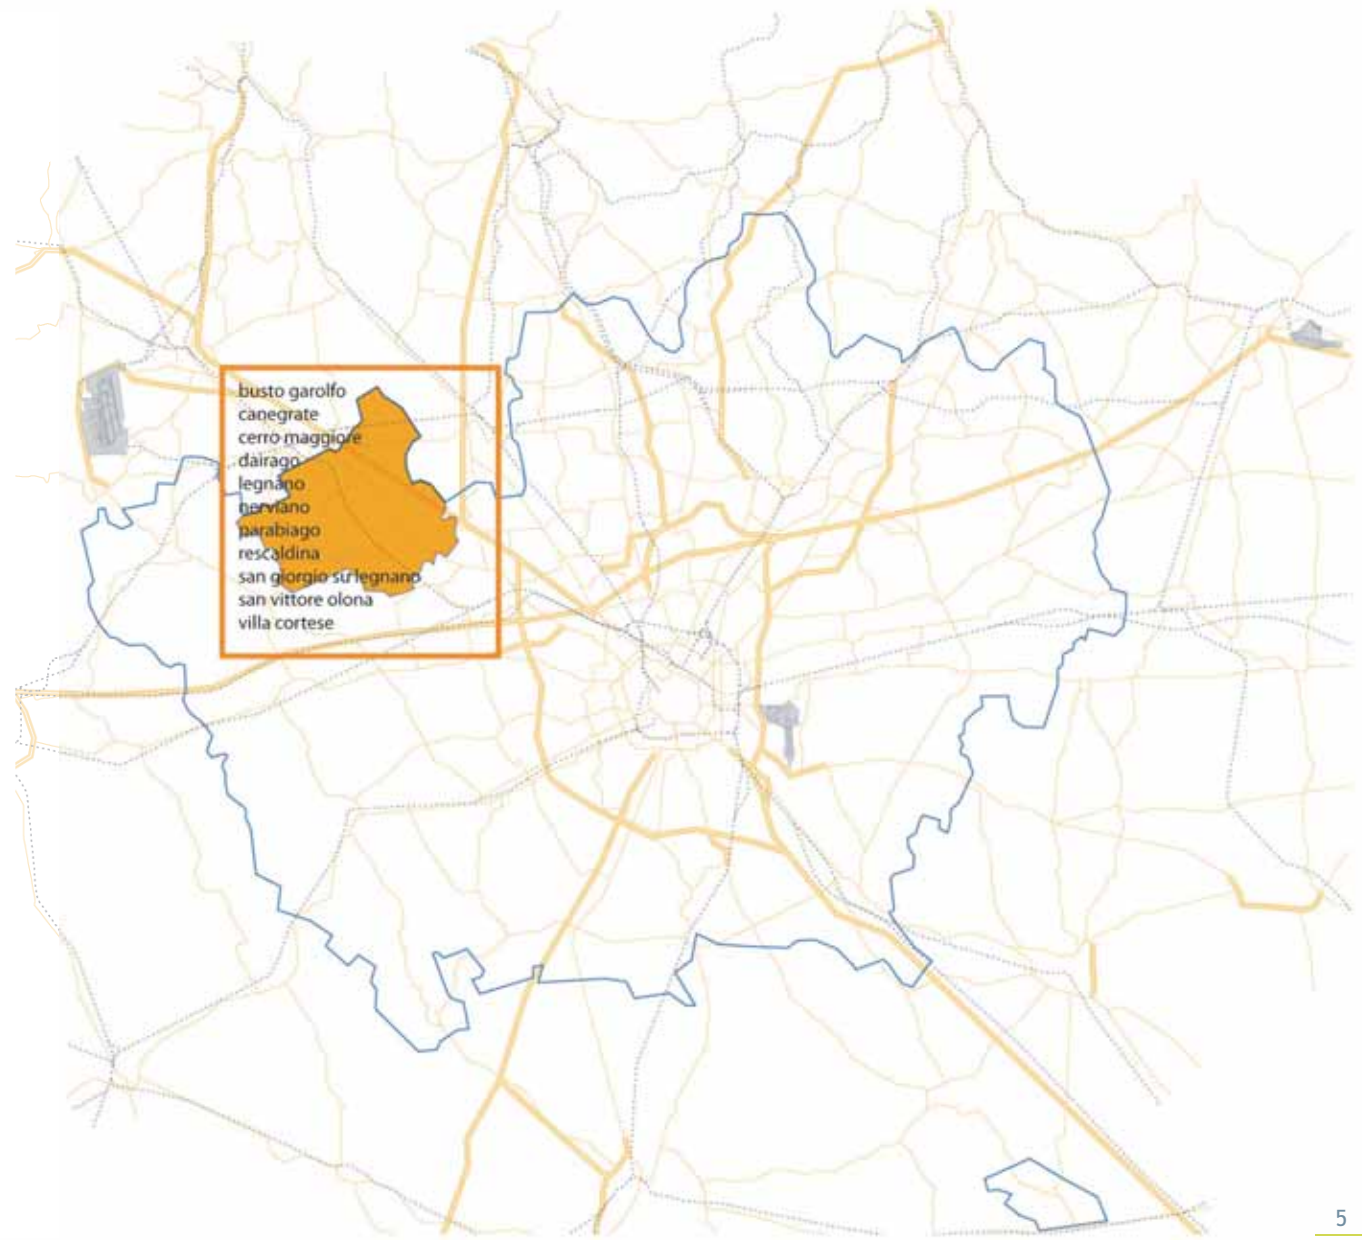 busto garolfo
canegrate
cerro maggiore
dairago
legnano
nerviano
parabiago
rescaldina
san giorgio su legnano
san vittore olona
villa cortese
5